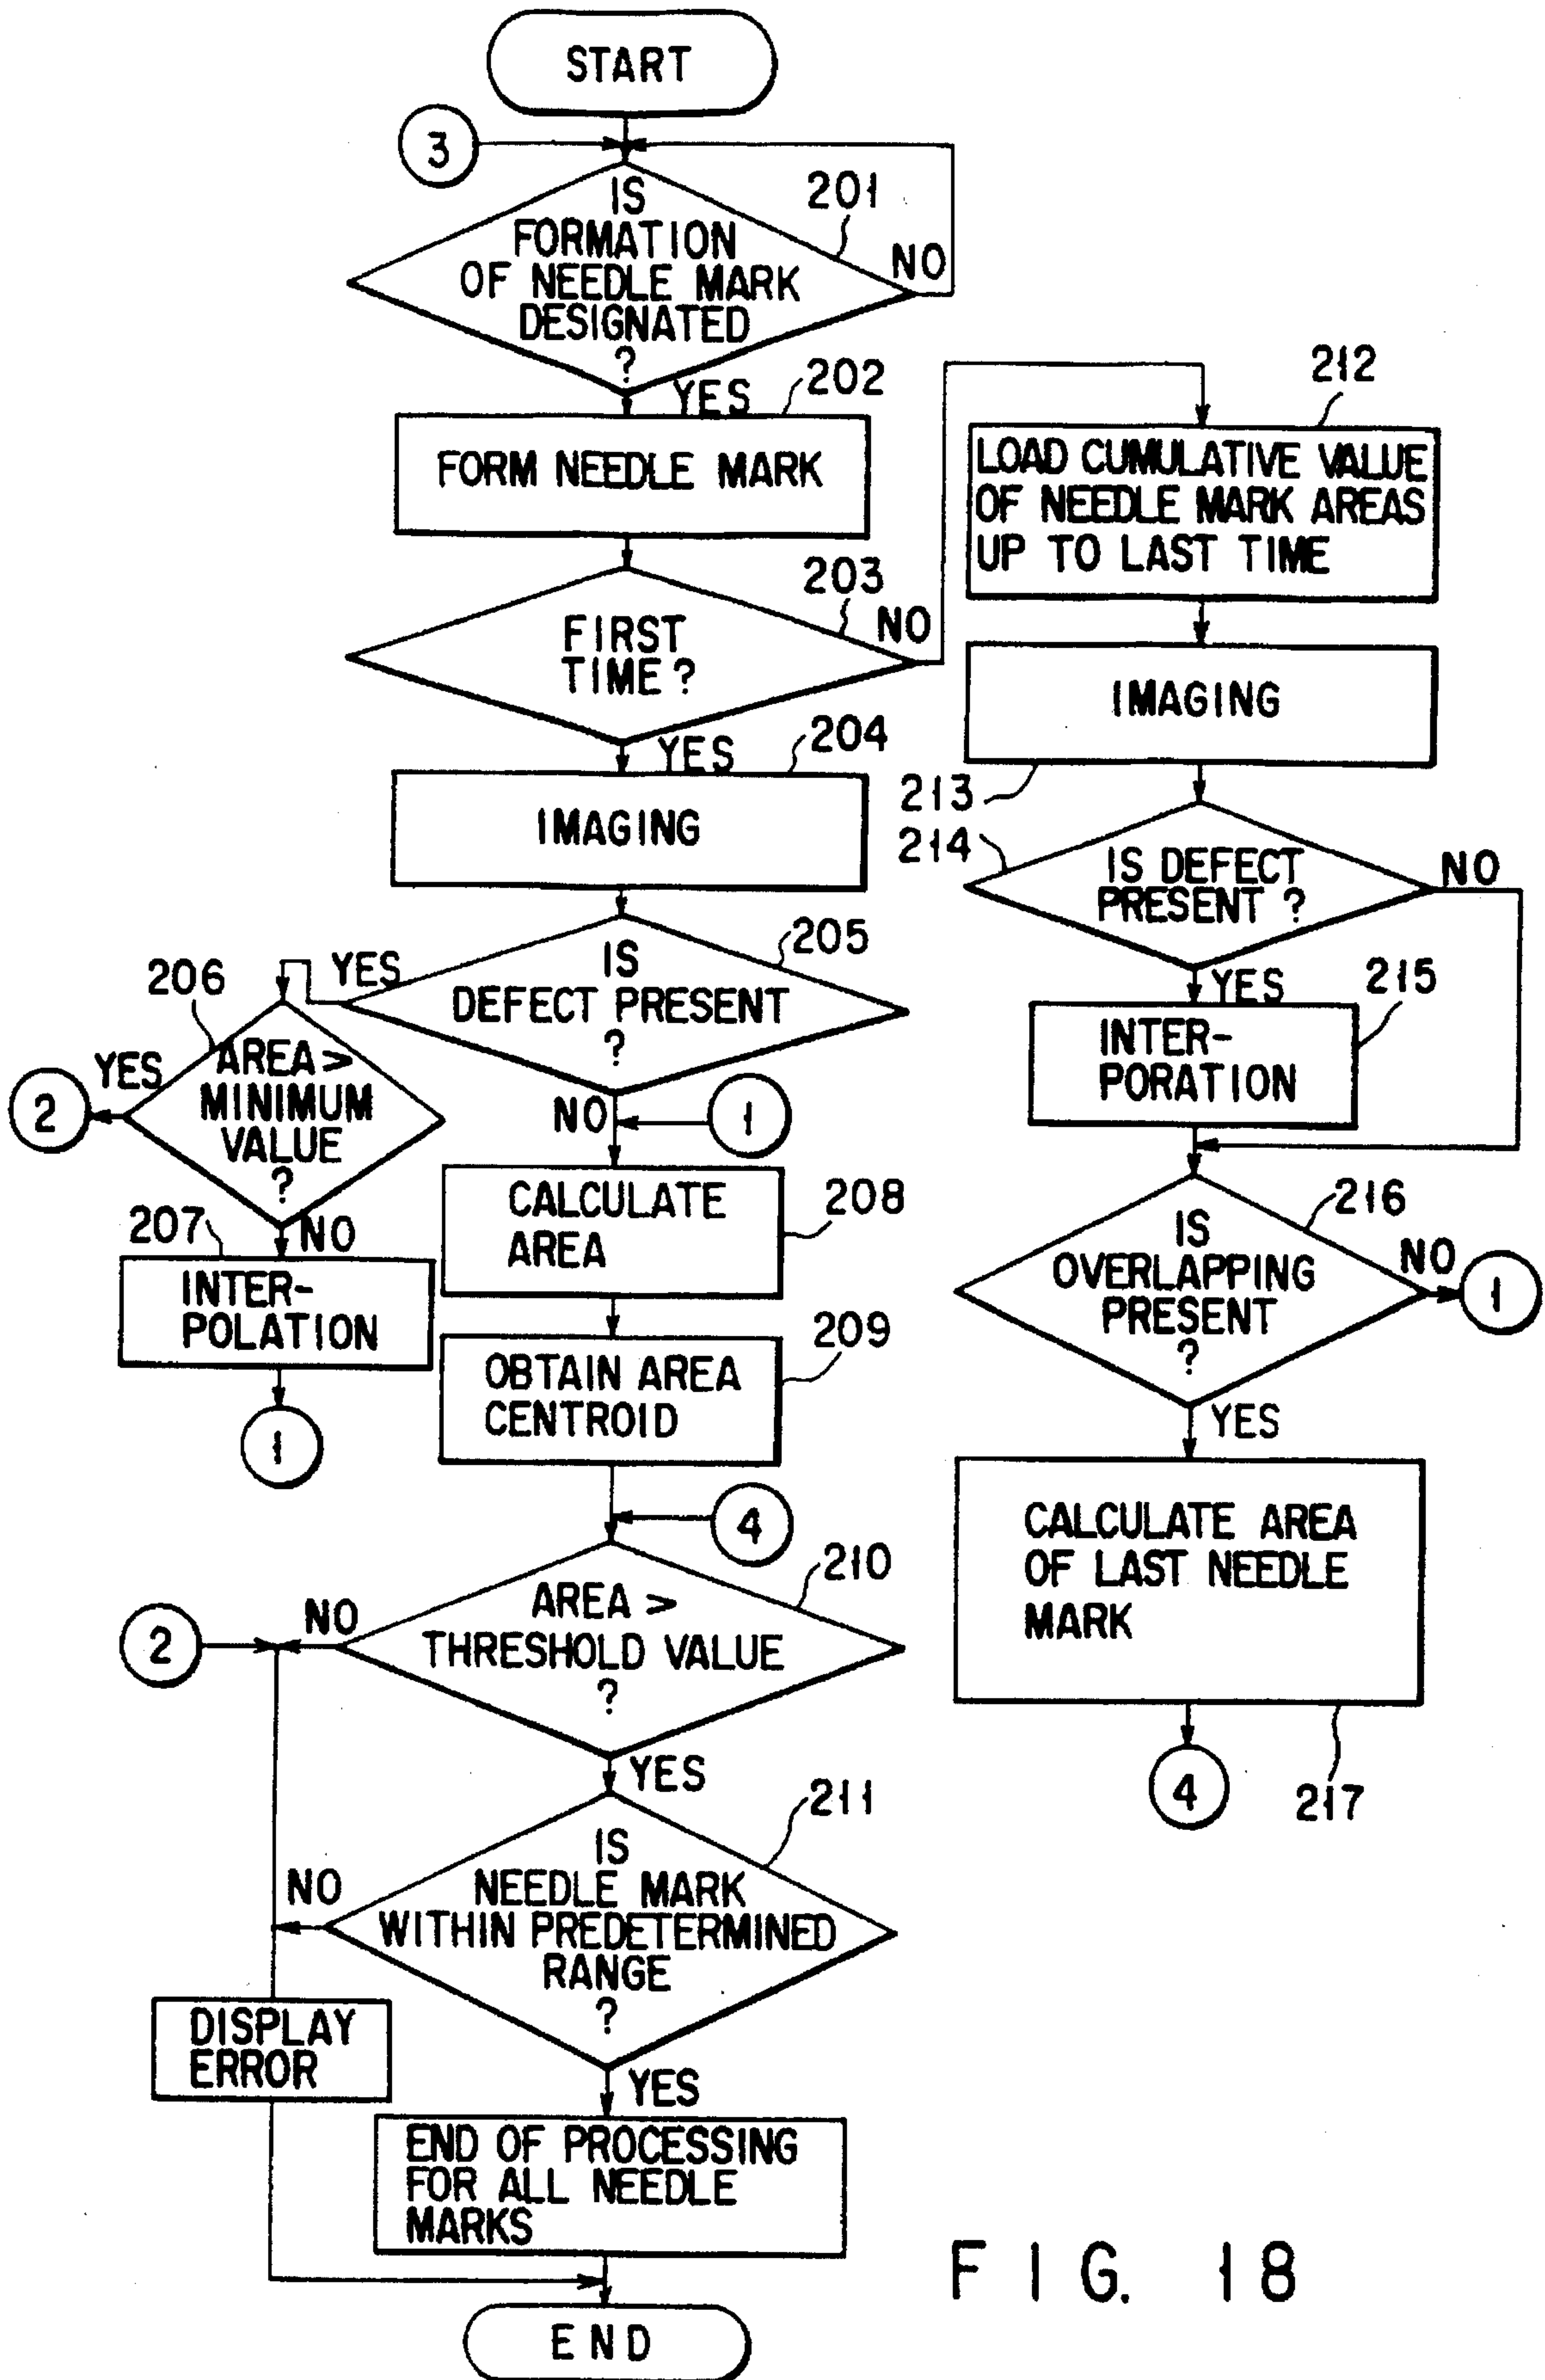 START
3
IS
FORMATION
OF NEEDLE MARK
DESIGNATED
?
201
NO
YES
202
FORM NEEDLE MARK
203
FIRST
TIME?
NO
YES
204
IMAGING
205
IS
DEFECT PRESENT
?
YES
206
AREA >
MINIMUM
VALUE
?
YES
2
NO
207
INTER-
POLATION
1
NO
1
CALCULATE
AREA
208
OBTAIN AREA
CENTROID
209
4
210
AREA >
THRESHOLD VALUE
?
NO
2
YES
211
IS
NEEDLE MARK
WITHIN PREDETERMINED
RANGE
?
NO
DISPLAY
ERROR
YES
END OF PROCESSING
FOR ALL NEEDLE
MARKS
END
212
LOAD CUMULATIVE VALUE
OF NEEDLE MARK AREAS
UP TO LAST TIME
IMAGING
213
214
IS DEFECT
PRESENT ?
NO
YES
215
INTER-
PORATION
216
IS
OVERLAPPING
PRESENT
?
NO
1
YES
CALCULATE AREA
OF LAST NEEDLE
MARK
217
4
FIG. 18